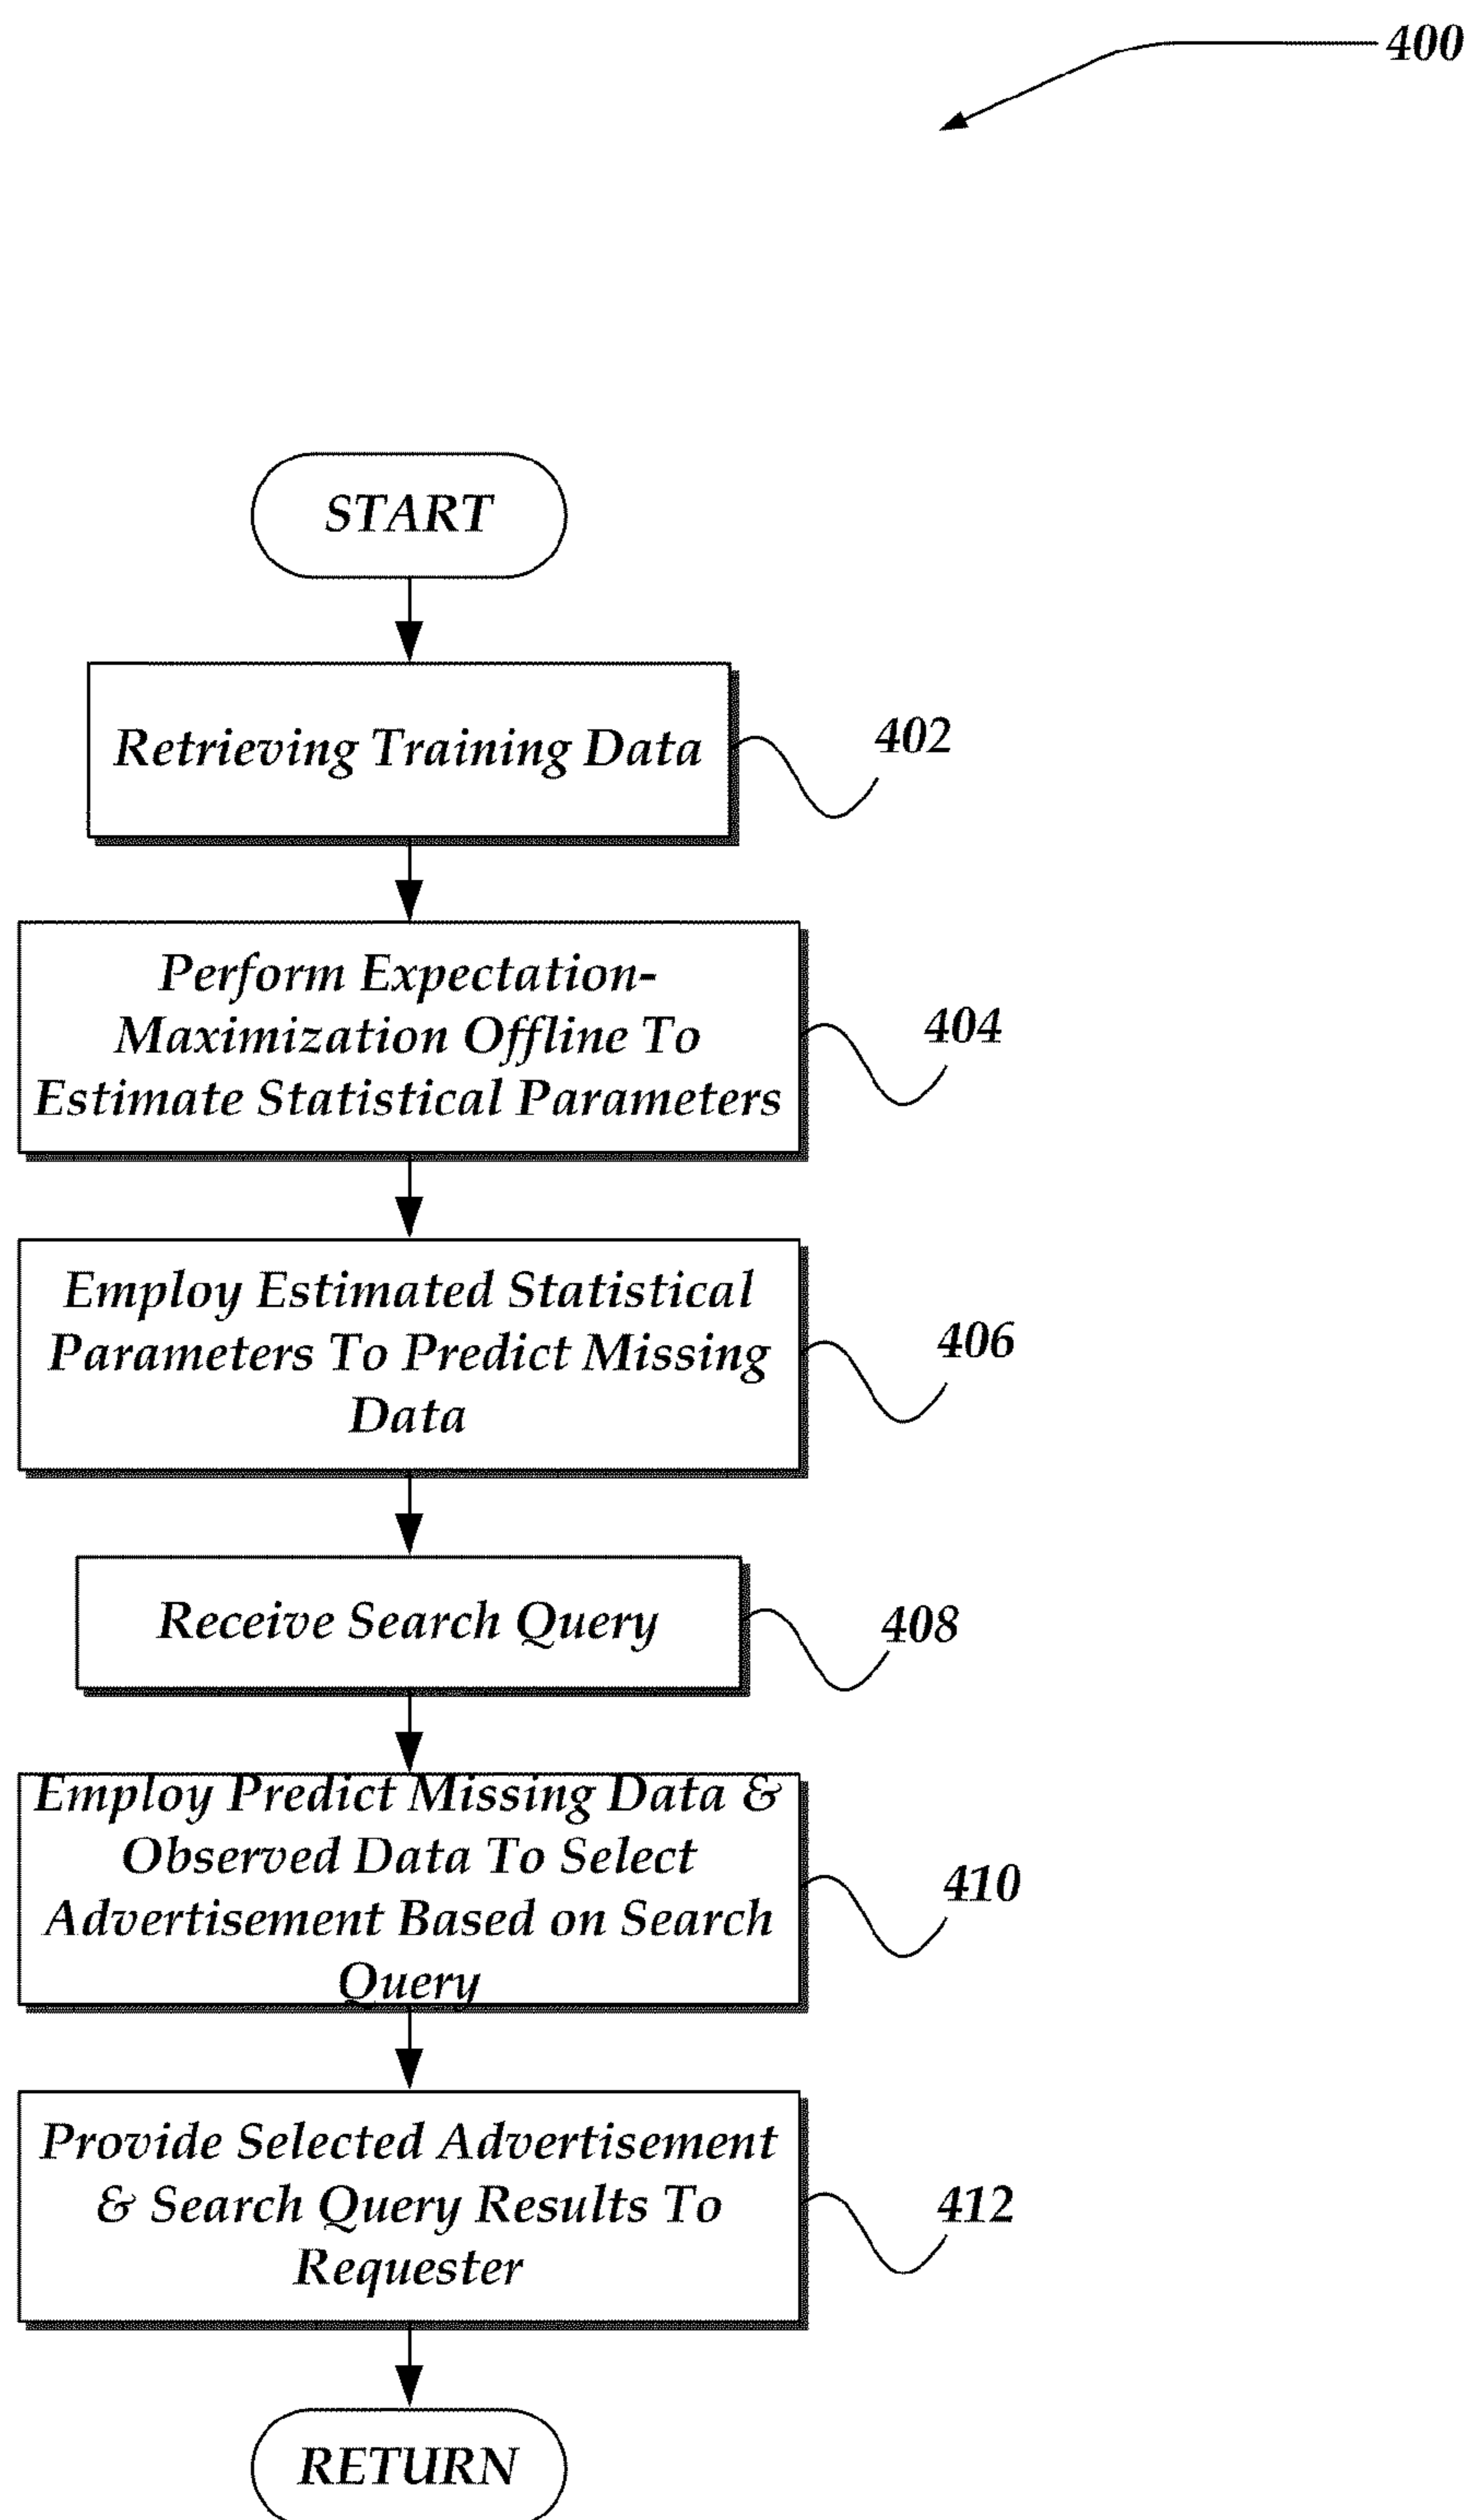 400
START
Retrieving Training Data
402
Perform Expectation-
Maximization Offline To
Estimate Statistical Parameters
404
Employ Estimated Statistical
Parameters To Predict Missing
Data
406
Receive Search Query
408
Employ Predict Missing Data &
Observed Data To Select
Advertisement Based on Search
Query
410
Provide Selected Advertisement
& Search Query Results To
Requester
412
RETURN